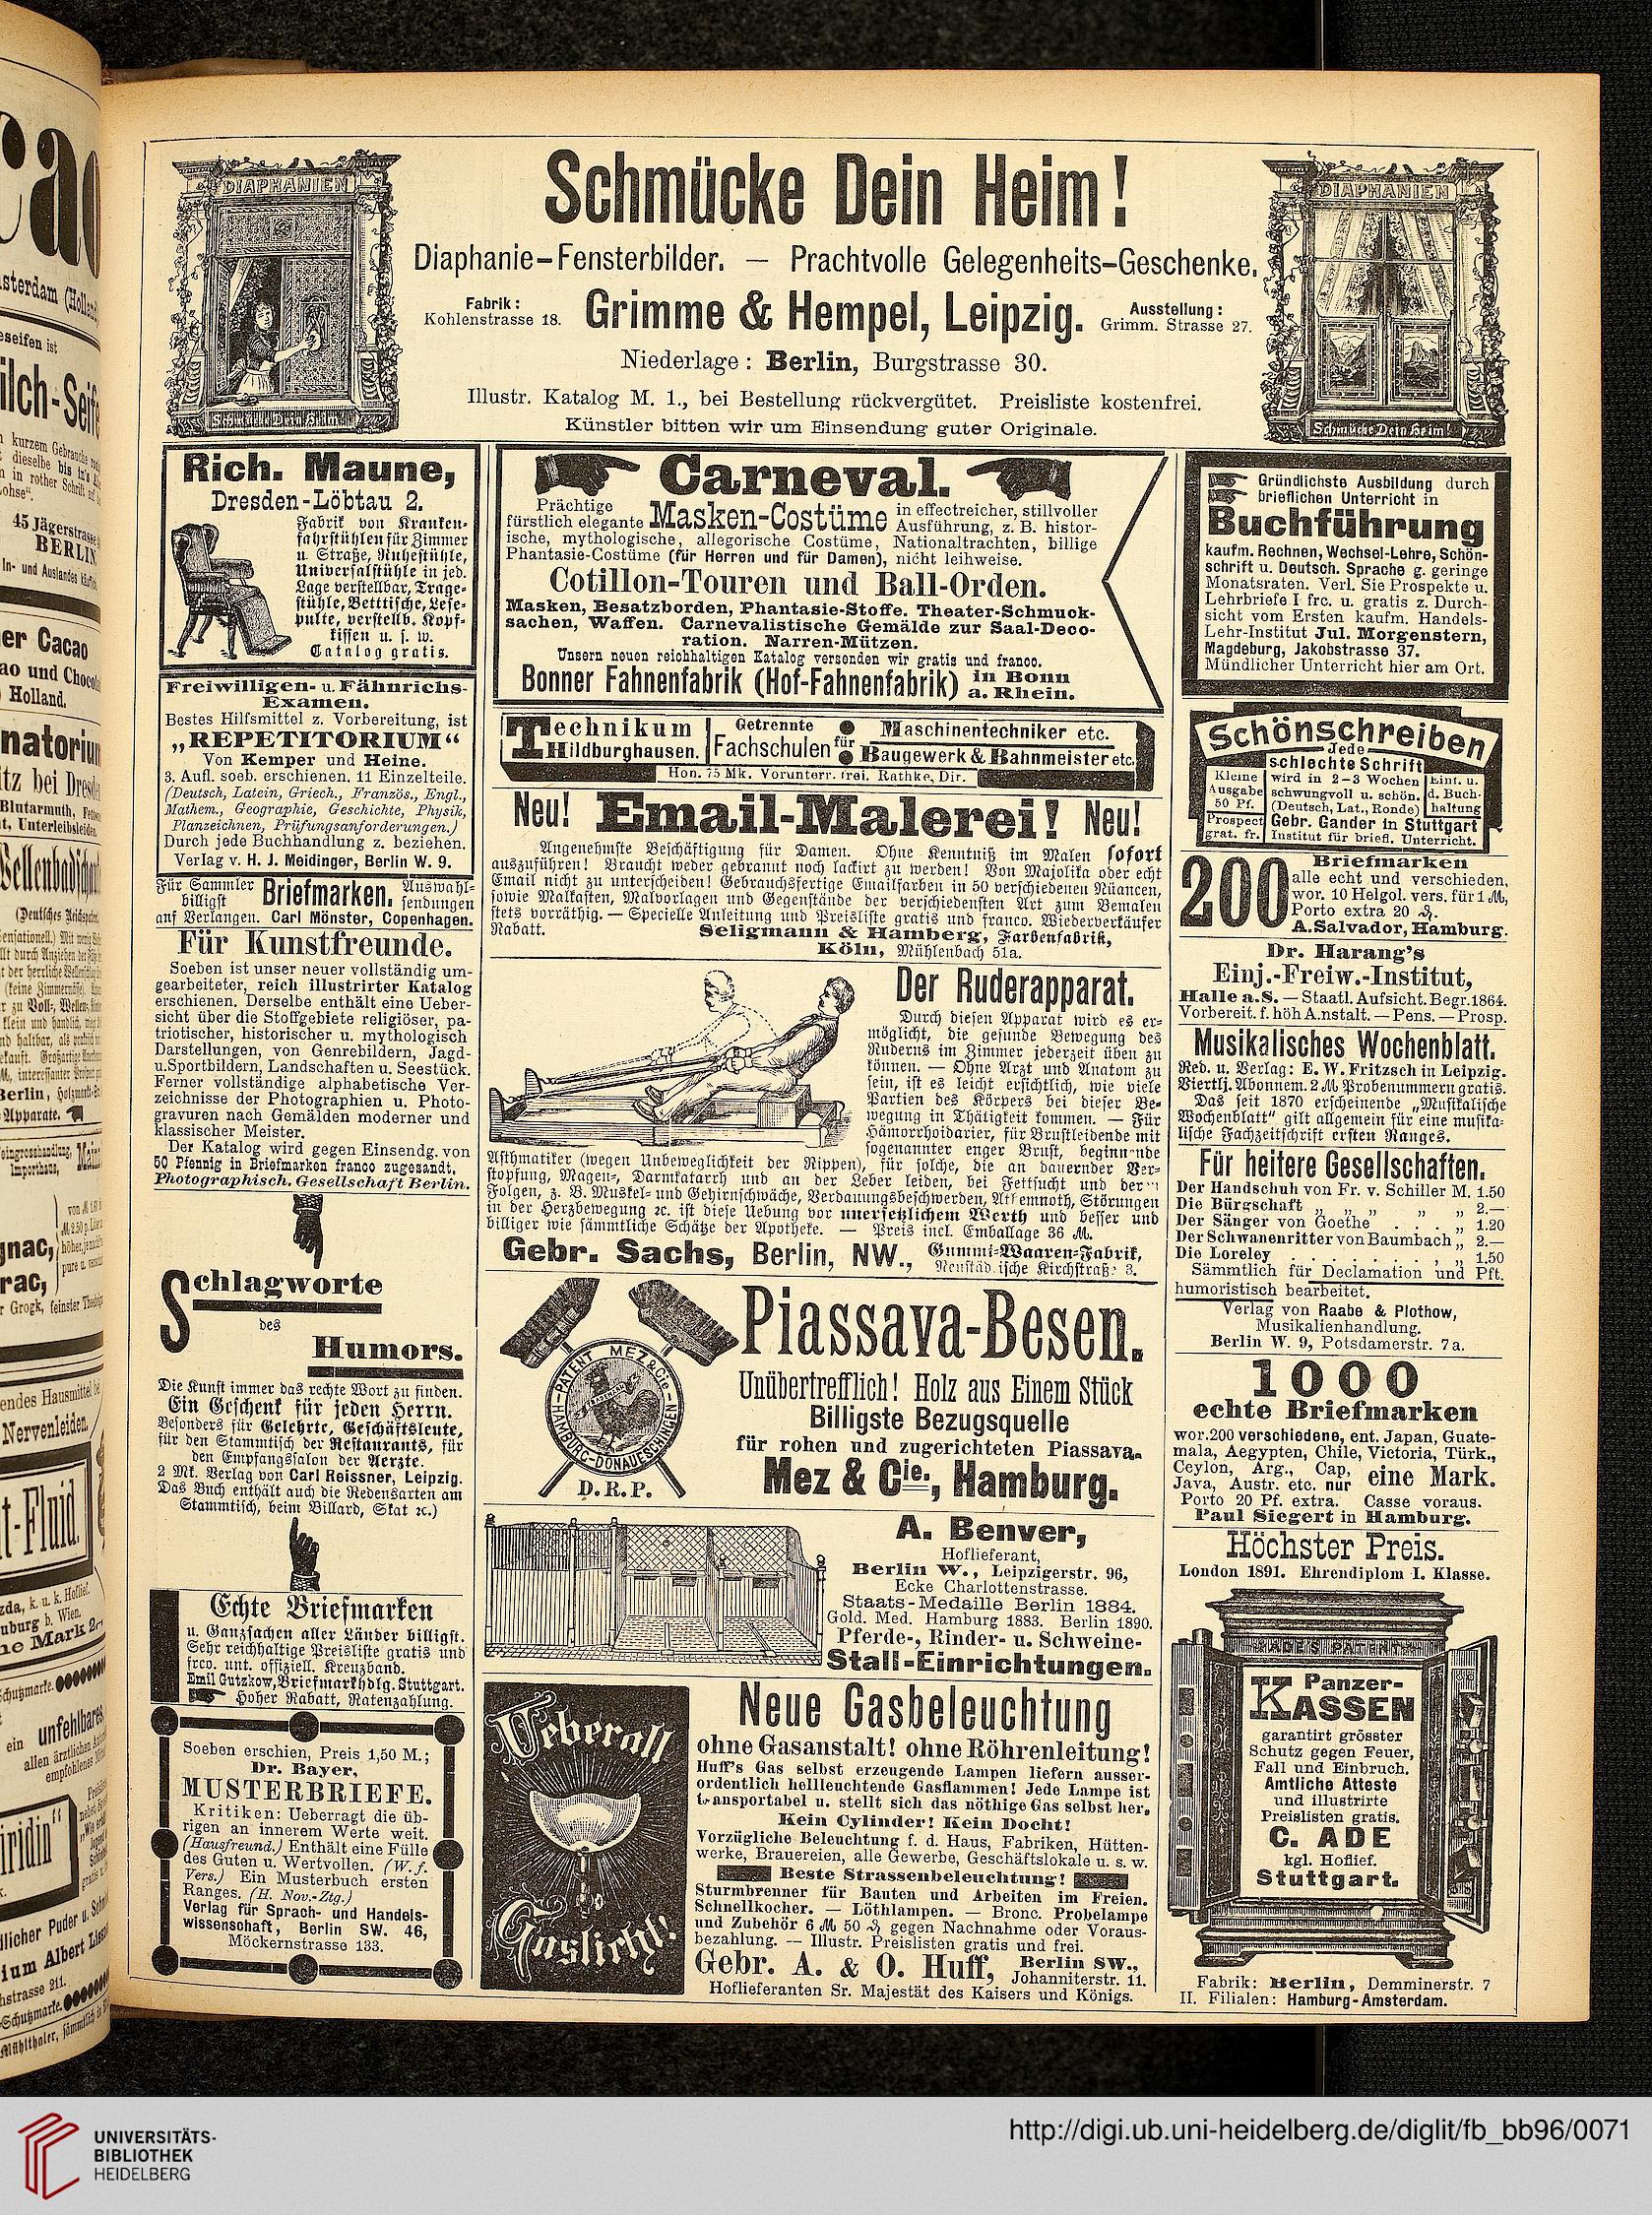 DIAPHANIEN
Schmücke Dein Heim
Schmücke Dein Heim!
Diaphanie-Fensterbilder. — Prachtvolle Gelegenheits-Geschenke.
Fabrik:
Kohlenstrasse 18.
Grimme & Hempel, Leipzig.
Ausstellung:
Grimm. Strasse 27.
Niederlage: Berlin, Burgstrasse 30.
Illustr. Katalog M. 1., bei Bestellung rückvergütet. Preisliste kostenfrei.
Künstler bitten wir um Einsendung guter Originale.
DIAPHANIEN
Schmücke Dein Heim!
Rich. Maune,
Dresden-Löbtau 2.
Fabrik von Kranken-
fahrstühlen für Zimmer
u. Straße, Ruhestühle,
Universalstühle in jed.
Lage verstellbar, Trage-
stühle, Betttische, Lese-
pulte, verstellb. Kopf-
kissen u. s. w.
Catalog gratis.
Freiwilligen- u. Fähnrichs-
Examen.
Bestes Hilfsmittel z. Vorbereitung, ist
„REPETITORIUM“
Von Kemper und Heine.
3. Aufl. soeb. erschienen. 11 Einzelteile.
(Deutsch, Latein, Griech., Französ., Engl.,
Mathem., Geographie, Geschichte, Physik,
Planzeichnen, Prüfungsanforderungen.)
Durch jede Buchhandlung z. beziehen.
Verlag v. H. J. Meidinger, Berlin W. 9.
Für Sammler
billigst
Briefmarken.
Auswahl-
sendungen
auf Verlangen. Carl Mönster, Copenhagen.
Für Kunstfreunde.
Soeben ist unser neuer vollständig um-
gearbeiteter, reich illustrirter Katalog
erschienen. Derselbe enthält eine Ueber-
sicht über die Stoffgebiete religiöser, pa-
triotischer, historischer u. mythologisch
Darstellungen, von Genrebildern, Jagd-
u.Sportbildern, Landschaften u. Seestück.
Ferner vollständige alphabetische Ver-
zeichnisse der Photographien u. Photo-
gravuren nach Gemälden moderner und
klassischer Meister.
Der Katalog wird gegen Einsendg. von
50 Pfennig in Briefmarken franco zugesandt.
Photographisch. Gesellschaft Berlin.
Schlagworte
des
Humors.
Die Kunst immer das rechte Wort zu finden.
Ein Geschenk für jeden Herrn.
Besonders für Gelehrte, Geschäftsleute,
für den Stammtisch der Restaurants, für
den Empfangssalon der Aerzte.
2 Mk. Verlag von Carl Reissner, Leipzig.
Das Buch enthält auch die Redensarten am
Stammtisch, beim Billard, Skat ꝛc.)
Echte Briefmarken
u. Ganzsachen aller Länder billigst.
Sehr reichhaltige Preisliste gratis und
frco. unt. offiziell. Kreuzband.
Emil Gutzkow, Briefmarkhdlg. Stuttgart.
Hoher Rabatt, Ratenzahlung.
Soeben erschien, Preis 1,50 M.;
Dr. Bayer,
MUSTERBRIEFE.
Kritiken: Ueberragt die üb-
rigen an innerem Werte weit.
(Hausfreund.) Enthält eine Fülle
des Guten u. Wertvollen. (W. f.
Vers.) Ein Musterbuch ersten
Ranges. (H. Nov.-Ztg.)
Verlag für Sprach- und Handels-
wissenschaft, Berlin SW. 46,
Möckernstrasse 133.
Carneval.
Prächtige
fürstlich elegante
Masken-Costüme
in effectreicher, stillvoller
Ausführung, z. B. histor-
ische, mythologische, allegorische Costüme, Nationaltrachten, billige
Phantasie-Costüme (für Herren und für Damen), nicht leihweise.
Cotillon-Touren und Ball-Orden.
Masken, Besatzborden, Phantasie-Stoffe. Theater-Schmuck-
sachen, Waffen. Carnevalistische Gemälde zur Saal-Deco-
ration. Narren-Mützen.
Unsern neuen reichhaltigen Katalog versenden wir gratis und franco.
Bonner Fahnenfabrik (Hof-Fahnenfabrik) in Bonn
a. Rhein.
Technikum
Hildburghausen.
Getrennte
Fachschulen für
Maschinentechniker etc.
Baugewerk & Bahnmeister etc.
Hon. 75 Mk. Vorunterr. frei. Rathke, Dir.
Neu! Email-Malerei! Neu!
Angenehmste Beschäftigung für Damen. Ohne Kenntniß im Malen sofort
auszuführen! Braucht weder gebrannt noch lackirt zu werden! Von Majolika oder echt
Email nicht zu unterscheiden! Gebrauchsfertige Emailfarben in 50 verschiedenen Nüancen,
sowie Malkasten, Malvorlagen und Gegenstände der verschiedensten Art zum Bemalen
stets vorräthig. — Specielle Anleitung und Preisliste gratis und franco. Wiederverkäufer
Rabatt. Seligmann & Hamberg, Farbenfabrik,
Köln, Mühlenbach 51a.
Der Ruderapparat.
Durch diesen Apparat wird es er-
möglicht, die gesunde Bewegung des
Ruderns im Zimmer jederzeit üben zu
können. — Ohne Arzt und Anatom zu
sein, ist es leicht ersichtlich, wie viele
Partien des Körpers bei dieser Be-
wegung in Thätigkeit kommen. — Für
Hämorrhoidarier, für Brustleidende mit
sogenannter enger Brust, beginnende
Asthmatiker (wegen Unbeweglichkeit der Rippen), für solche, die an dauernder Ver-
stopfung, Magen-, Darmkatarrh und an der Leber leiden, bei Fettsucht und deren
Folgen, z. B. Muskel- und Gehirnschwäche, Verdauungsbeschwerden, Athemnoth, Störungen
in der Herzbewegung ꝛc. ist diese Uebung von unersetzlichem Werth und besser und
billiger wie sämmtliche Schätze der Apotheke. — Preis incl. Emballage 36 M.
Gebr. Sachs, Berlin, NW., Gummi-Waaren-Fabrik,
Neustädtische Kirchstraße 3.
PATENT MEZ & Cie
HAMBURG-DONAUESCHINGEN
D.R.P.
Piassava-Besen.
Unübertrefflich! Holz aus Einem Stück
Billigste Bezugsquelle
für rohen und zugerichteten Piassava.
Mez & Cie., Hamburg.
A. Benver,
Hoflieferant,
Berlin W., Leipzigerstr. 96,
Ecke Charlottenstrasse.
Staats-Medaille Berlin 1884.
Gold. Med. Hamburg 1883. Berlin 1890.
Pferde-, Rinder- u. Schweine-
Stall-Einrichtungen.
Ueberall
Gaslicht!
Neue Gasbeleuchtung
ohne Gasanstalt! ohne Röhrenleitung!
Huff's Gas selbst erzeugende Lampen liefern ausser-
ordentlich hellleuchtende Gasflammen! Jede Lampe ist
transportabel u. stellt sich das nöthige Gas selbst her.
Kein Cylinder! Kein Docht!
Vorzügliche Beleuchtung f. d. Haus, Fabriken, Hütten-
werke, Brauereien, alle Gewerbe, Geschäftslokale u. s. w.
Beste Strassenbeleuchtung!
Sturmbrenner für Bauten und Arbeiten im Freien.
Schnellkocher. — Löthlampen. — Bronc. Probelampe
und Zubehör 6 M 50 ₰, gegen Nachnahme oder Voraus-
bezahlung. — Illustr. Preislisten gratis und frei.
Gebr. A. & O. Huff, Berlin SW.,
Johanniterstr. 11.
Hoflieferanten Sr. Majestät des Kaisers und Königs.
Gründlichste Ausbildung durch
brieflichen Unterricht in
Buchführung
kaufm. Rechnen, Wechsel-Lehre, Schön-
schrift u. Deutsch. Sprache g. geringe
Monatsraten. Verl. Sie Prospekte u.
Lehrbriefe I frc. u. gratis z. Durch-
sicht vom Ersten kaufm. Handels-
Lehr-Institut Jul. Morgenstern,
Magdeburg, Jakobstrasse 37.
Mündlicher Unterricht hier am Ort.
Schönschreiben
Jede
schlechte Schrift
Kleine
Ausgabe
50 Pf.
wird in 2-3 Wochen
schwungvoll u. schön.
(Deutsch, Lat., Ronde)
Eint. u.
d. Buch-
haltung
Prospect
grat. fr.
Gebr. Gander in Stuttgart
Institut für briefl. Unterricht.
200 Briefmarken
alle echt und verschieden,
wor. 10 Helgol. vers. für 1 M,
Porto extra 20 ₰.
A. Salvador, Hamburg.
Dr. Harang's
Einj.-Freiw.-Institut,
Halle a.S. — Staatl. Aufsicht. Begr. 1864.
Vorbereit. f. höh A.nstalt. — Pens. — Prosp.
Musikalisches Wochenblatt.
Red. u. Verlag: E. W. Fritzsch in Leipzig.
Viertlj. Abonnem. 2 M Probenummern gratis.
Das seit 1870 erscheinende „Musikalische
Wochenblatt“ gilt allgemein für eine musika-
lische Fachzeitschrift ersten Ranges.
Für heitere Gesellschaften.
Der Handschuh von Fr. v. Schiller M. 1.50
Die Bürgschaft „ „ „ „ „ 2.—
Der Sänger von Goethe . . . „ 1.20
Der Schwanenritter von Baumbach „ 2.—
Die Loreley . . . . . . „ 1.50
Sämmtlich für Declamation und Pft.
humoristisch bearbeitet.
Verlag von Raabe & Plothow,
Musikalienhandlung.
Berlin W. 9, Potsdamerstr. 7a.
1000
echte Briefmarken
wor. 200 verschiedene, ent. Japan, Guate-
mala, Aegypten, Chile, Victoria, Türk.,
Ceylon, Arg., Cap,
Java, Austr. etc. nur
eine Mark.
Porto 20 Pf. extra. Casse voraus.
Paul Siegert in Hamburg.
Höchster Preis.
London 1891. Ehrendiplom I. Klasse.
ADE'S PATENT
Panzer-
KASSEN
garantirt grösster
Schutz gegen Feuer,
Fall und Einbruch.
Amtliche Atteste
und illustrirte
Preislisten gratis.
C. ADE
kgl. Hoflief.
Stuttgart.
Fabrik: Berlin, Demminerstr. 7
II. Filialen: Hamburg-Amsterdam.
UNIVERSITÄTS-
BIBLIOTHEK
HEIDELBERG
http://digi.ub.uni-heidelberg.de/diglit/fb_bb96/0071